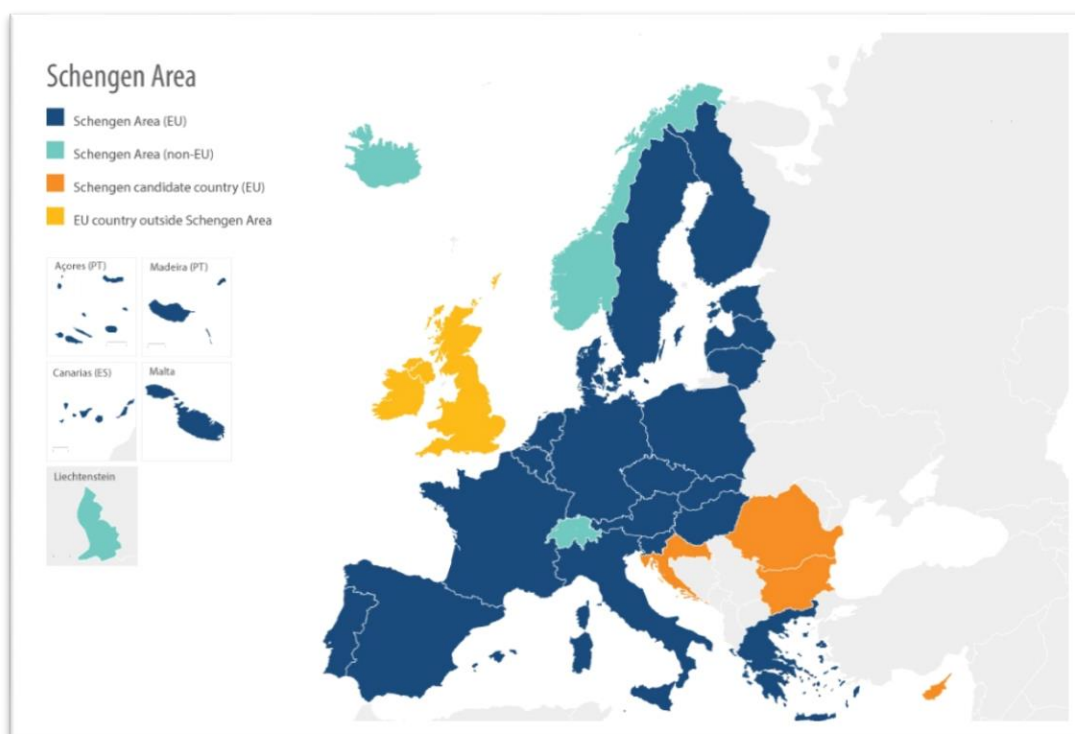 Schengen Area
Schengen Area (EU)
Schengen Area (non-EU)
Schengen candidate country (EU)
EU country outside Schengen Area
Açores (PT)
Madeira (PT)
Canarias (ES)
Malta
Liechtenstein